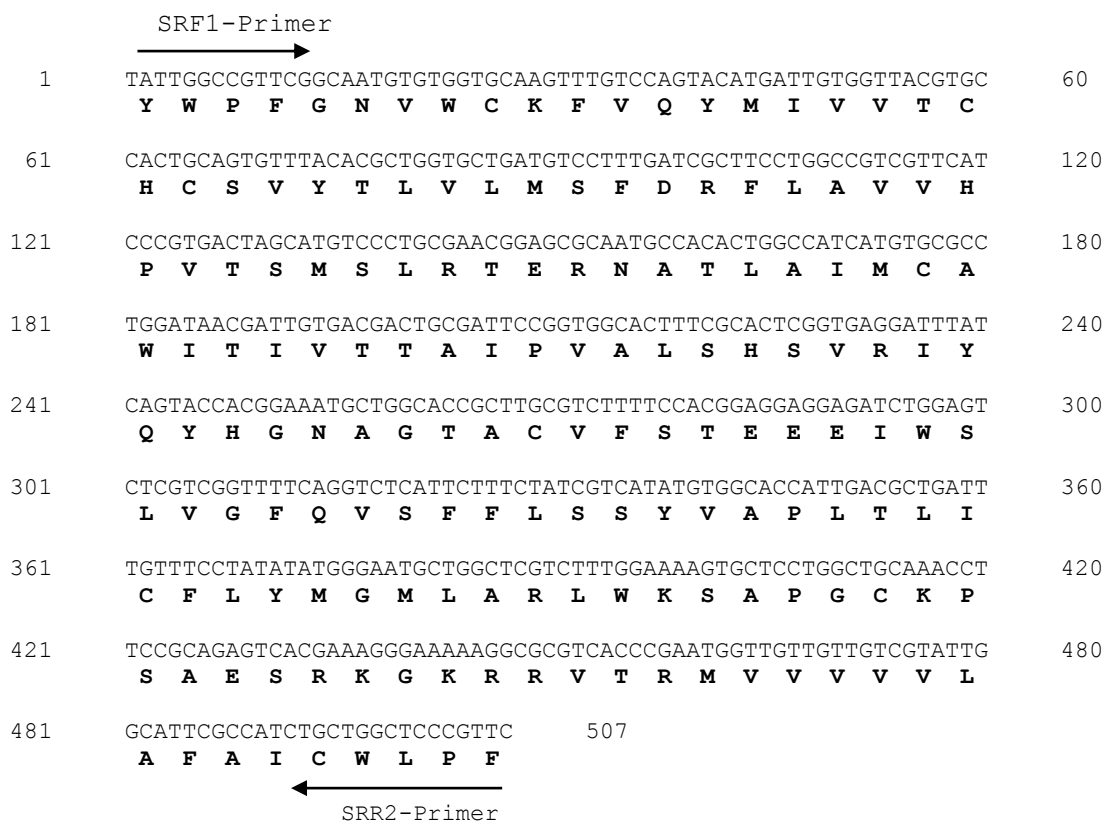 SRF1-Primer
1 TATTGGCCGTTCGGCAATGTGTGGTGCAAGTTTGTCCAGTACATGATTGTGGTTACGTGC 60
Y W P F G N V W C K F V Q Y M I V V T C
61 CACTGCAGTGTTTACACGCTGGTGCTGATGTCCTTTGATCGCTTCCTGGCCGTCGTTCAT 120
H C S V Y T L V L M S F D R F L A V V H
121 CCCGTGACTAGCATGTCCCTGCGAACGGAGCGCAATGCCACACTGGCCATCATGTGCGCC 180
P V T S M S L R T E R N A T L A I M C A
181 TGGATAACGATTGTGACGACTGCGATTCCGGTGGCACTTTCGCACTCGGTGAGGATTTAT 240
W I T I V T T A I P V A L S H S V R I Y
241 CAGTACCACGGAAATGCTGGCACCGCTTGCGTCTTTTCCACGGAGGAGGAGATCTGGAGT 300
Q Y H G N A G T A C V F S T E E E I W S
301 CTCGTCGGTTTTCAGGTCTCATTCTTTCTATCGTCATATGTGGCACCATTGACGCTGATT 360
L V G F Q V S F F L S S Y V A P L T L I
361 TGTTTCCTATATATGGGAATGCTGGCTCGTCTTTGGAAAAGTGCTCCTGGCTGCAAACCT 420
C F L Y M G M L A R L W K S A P G C K P
421 TCCGCAGAGTCACGAAAGGGAAAAAGGCGCGTCACCCGAATGGTTGTTGTTGTCGTATTG 480
S A E S R K G K R R V T R M V V V V V L
481 GCATTCGCCATCTGCTGGCTCCCGTTC 507
A F A I C W L P F
SRR2-Primer